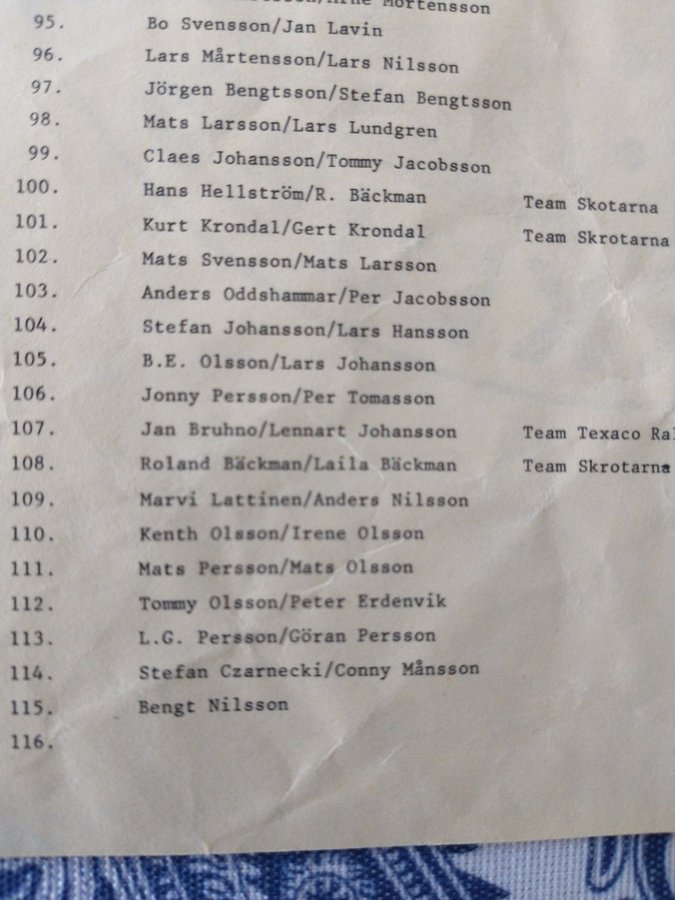 Mortensson
95. Bo Svensson/Jan Lavin
96. Lars Mårtensson/Lars Nilsson
97. Jörgen Bengtsson/Stefan Bengtsson
98. Mats Larsson/Lars Lundgren
99. Claes Johansson/Tommy Jacobsson
100. Hans Hellström/R. Bäckman Team Skotarna
101. Kurt Krondal/Gert Krondal Team Skrotarna
102. Mats Svensson/Mats Larsson
103. Anders Oddshammar/Per Jacobsson
104. Stefan Johansson/Lars Hansson
105. B.E. Olsson/Lars Johansson
106. Jonny Persson/Per Tomasson
107. Jan Bruhno/Lennart Johansson Team Texaco Ral
108. Roland Bäckman/Laila Bäckman Team Skrotarna
109. Marvi Lattinen/Anders Nilsson
110. Kenth Olsson/Irene Olsson
111. Mats Persson/Mats Olsson
112. Tommy Olsson/Peter Erdenvik
113. L.G. Persson/Göran Persson
114. Stefan Czarnecki/Conny Månsson
115. Bengt Nilsson
116.